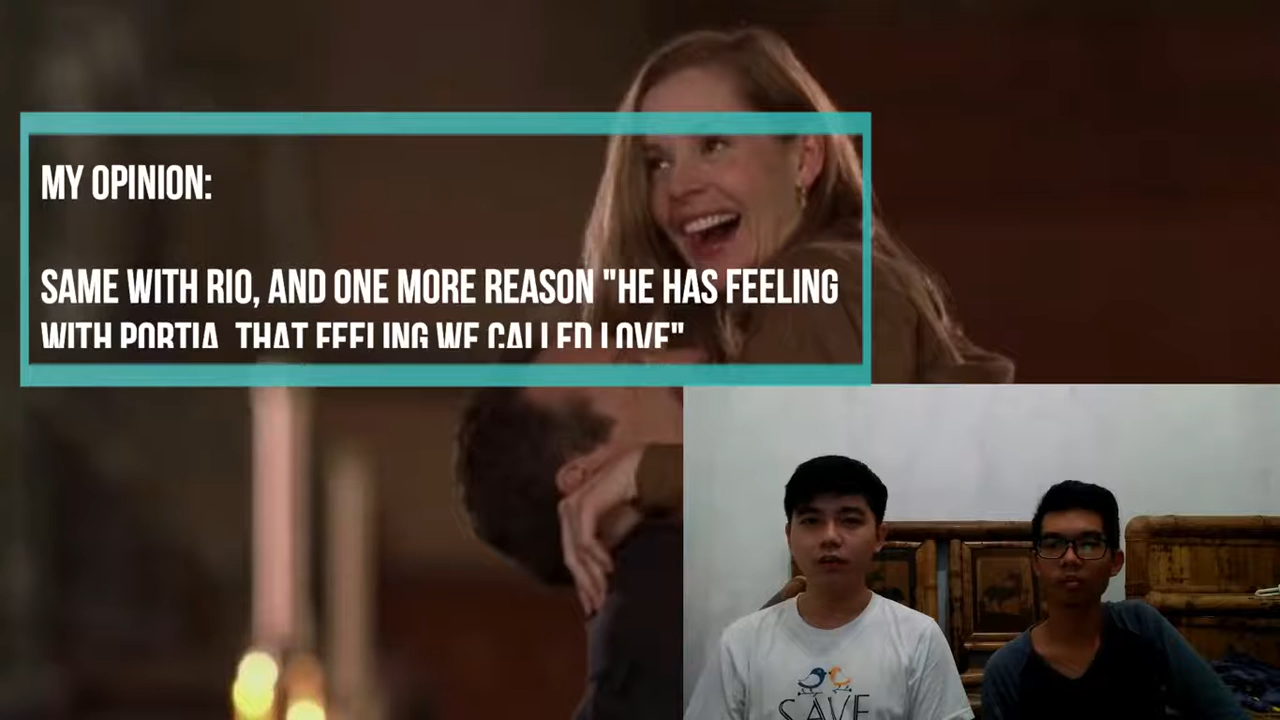 MY OPINION:
SAME WITH RIO, AND ONE MORE REASON "HE HAS FEELING
WITH PORTIA, THAT FEELING WE CALLED LOVE"
SAVE